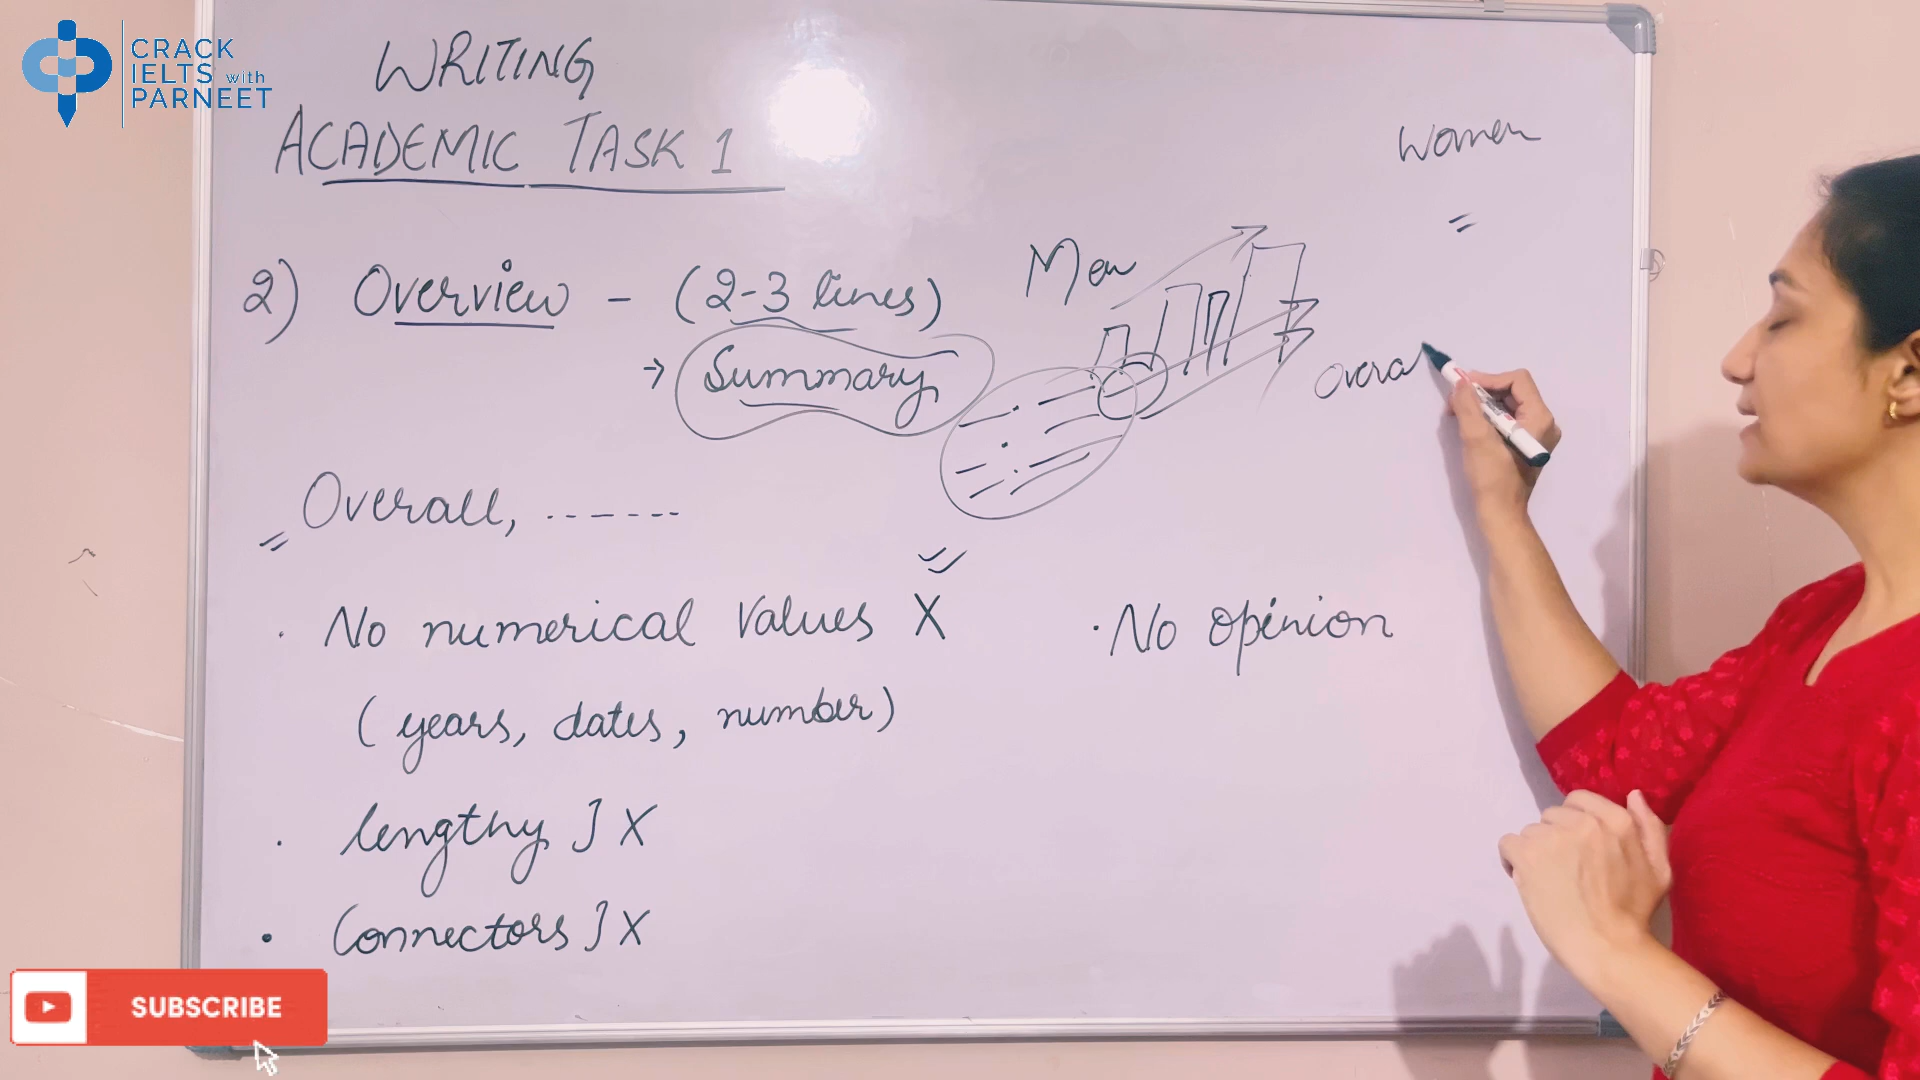 CRACK
IELTS with
PARNEET
WRITING
ACADEMIC TASK 1
2) Overview - (2-3 lines)
→ Summary
Men
Women
Overa
Overall, -------
· No numerical values X
(years, dates, number)
· lengthy ] X
• Connectors ] X
· No opinion
SUBSCRIBE